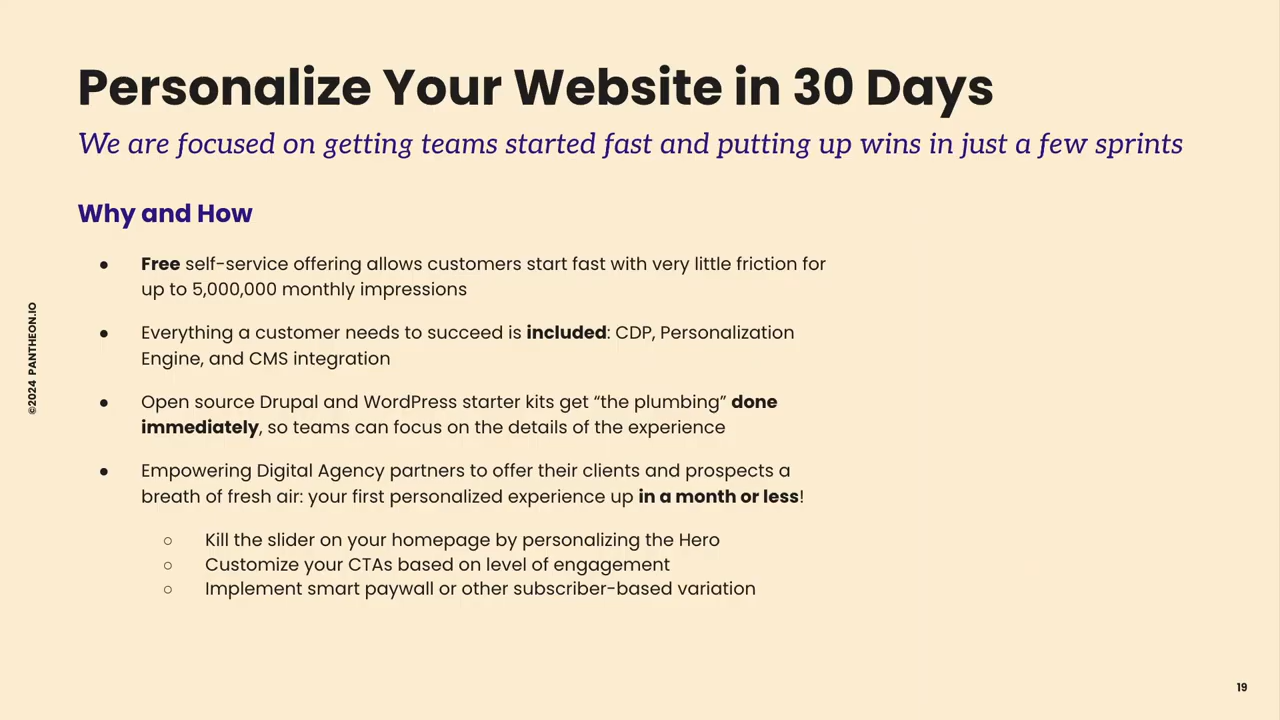 Personalize Your Website in 30 Days
We are focused on getting teams started fast and putting up wins in just a few sprints
Why and How
● Free self-service offering allows customers start fast with very little friction for
up to 5,000,000 monthly impressions
● Everything a customer needs to succeed is included: CDP, Personalization
Engine, and CMS integration
● Open source Drupal and WordPress starter kits get “the plumbing” done
immediately, so teams can focus on the details of the experience
● Empowering Digital Agency partners to offer their clients and prospects a
breath of fresh air: your first personalized experience up in a month or less!
○ Kill the slider on your homepage by personalizing the Hero
○ Customize your CTAs based on level of engagement
○ Implement smart paywall or other subscriber-based variation
©2024 PANTHEON.IO
19